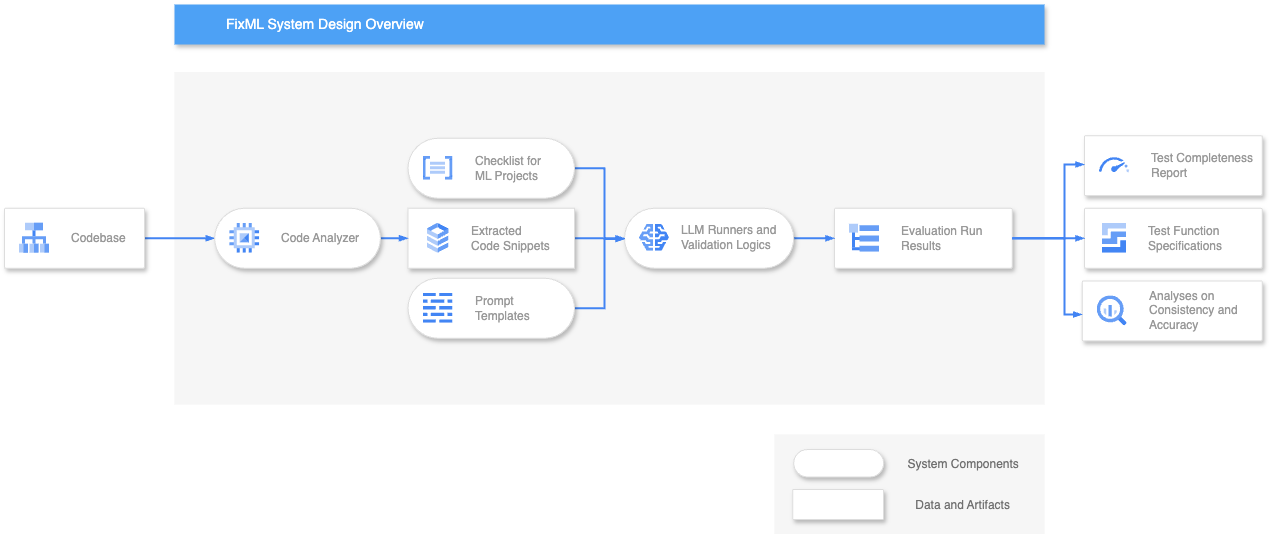 FixML System Design Overview
Codebase
Code Analyzer
Checklist for
ML Projects
Extracted
Code Snippets
Prompt
Templates
LLM Runners and
Validation Logics
Evaluation Run
Results
Test Completeness
Report
Test Function
Specifications
Analyses on
Consistency and
Accuracy
System Components
Data and Artifacts